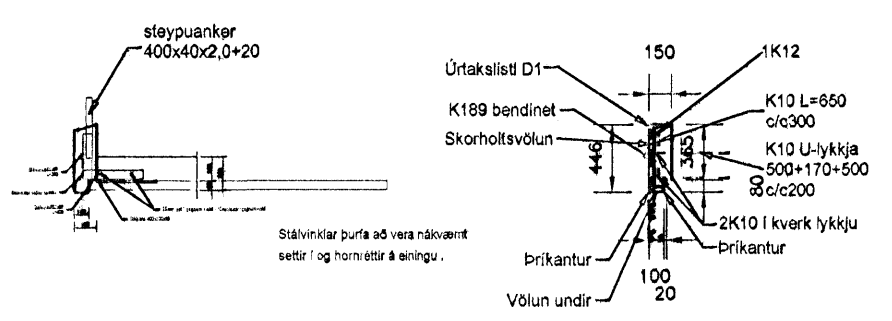 steypuanker
400x40x2,0+20
Stálvinklar þurfa að vera nákvæmt
settir í og hornréttir á einingu .
150
1K12
Úrtakslisti D1
K189 bendinet
Skorholtsvölun
K10 L=650
c/c300
446
365
K10 U-lykkja
500+170+500
c/c200
80
2K10 í kverk lykkju
Þríkantur
Þríkantur
100
20
Völun undir